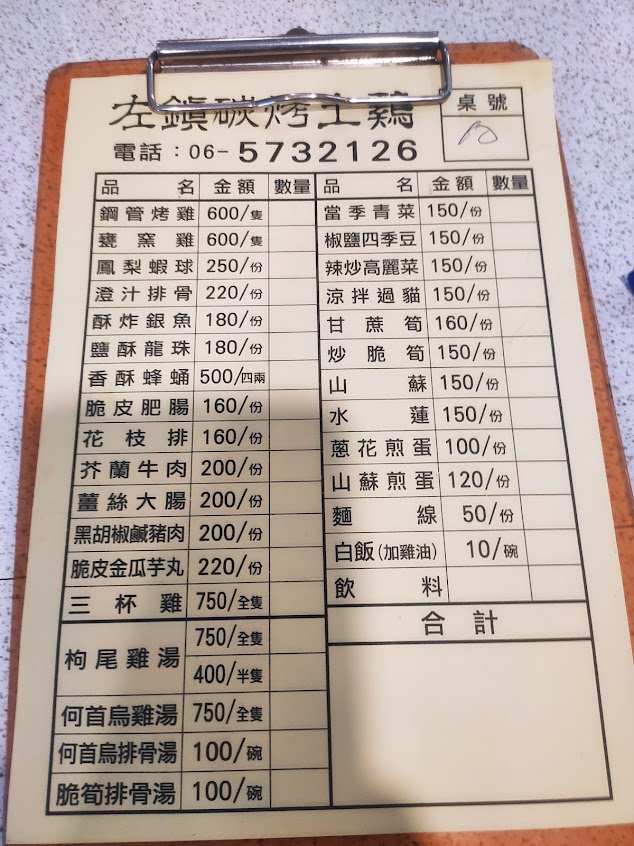 左鎮碳烤土鷄
桌號
電話：06-5732126
品名 金額 數量
鋼管烤雞 600/隻
甕窯雞 600/隻
鳳梨蝦球 250/份
澄汁排骨 220/份
酥炸銀魚 180/份
鹽酥龍珠 180/份
香酥蜂蛹 500/四兩
脆皮肥腸 160/份
花枝排 160/份
芥蘭牛肉 200/份
薑絲大腸 200/份
黑胡椒鹹豬肉 200/份
脆皮金瓜芋丸 220/份
三杯雞 750/全隻
枸尾雞湯 750/全隻
400/半隻
何首烏雞湯 750/全隻
何首烏排骨湯 100/碗
脆筍排骨湯 100/碗
品名 金額 數量
當季青菜 150/份
椒鹽四季豆 150/份
辣炒高麗菜 150/份
涼拌過貓 150/份
甘蔗筍 160/份
炒脆筍 150/份
山蘇 150/份
水蓮 150/份
蔥花煎蛋 100/份
山蘇煎蛋 120/份
麵線 50/份
白飯(加雞油) 10/碗
飲料
合計